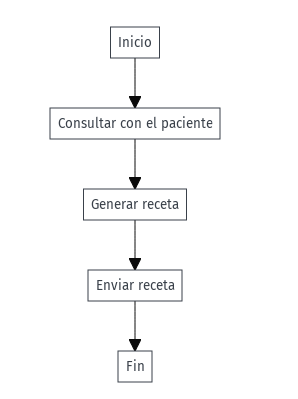 Inicio
Consultar con el paciente
Generar receta
Enviar receta
Fin